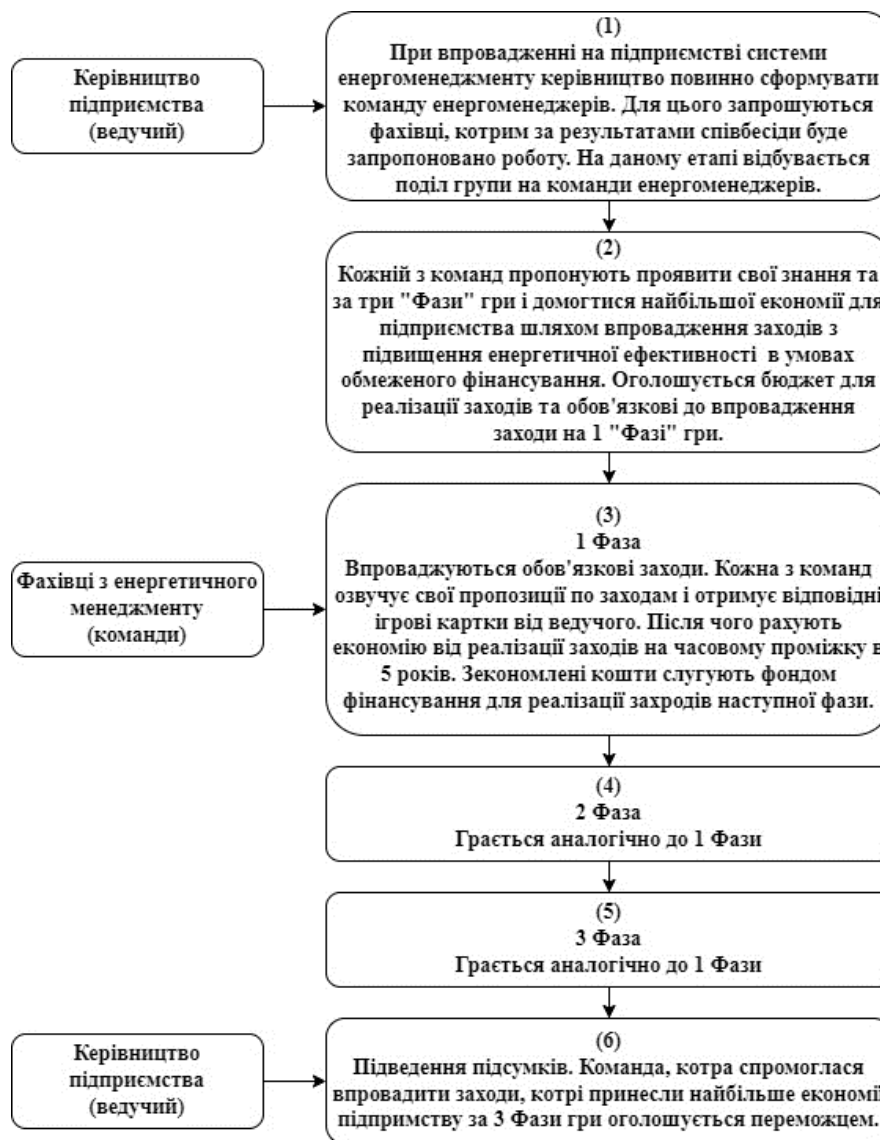 Керівництво
підприємства
(ведучий)
(1)
При впровадженні на підприємстві системи
енергоменеджменту керівництво повинно сформувати
команду енергоменеджерів. Для цього запрошуються
фахівці, котрим за результатами співбесіди буде
запропоновано роботу. На даному етапі відбувається
поділ групи на команди енергоменеджерів.
(2)
Кожній з команд пропонують проявити свої знання та
за три "Фази" гри і домогтися найбільшої економії для
підприємства шляхом впровадження заходів з
підвищення енергетичної ефективності в умовах
обмеженого фінансування. Оголошується бюджет для
реалізації заходів та обов'язкові до впровадження
заходи на 1 "Фазі" гри.
Фахівці з енергетичного
менеджменту
(команди)
(3)
1 Фаза
Впроваджуються обов'язкові заходи. Кожна з команд
озвучує свої пропозиції по заходам і отримує відповідні
ігрові картки від ведучого. Після чого рахують
економію від реалізації заходів на часовому проміжку в
5 років. Зекономлені кошти слугують фондом
фінансування для реалізації захродів наступної фази.
(4)
2 Фаза
Грається аналогічно до 1 Фази
(5)
3 Фаза
Грається аналогічно до 1 Фази
Керівництво
підприємства
(ведучий)
(6)
Підведення підсумків. Команда, котра спромоглася
впровадити заходи, котрі принесли найбільше економії
підпримству за 3 Фази гри оголошується переможцем.